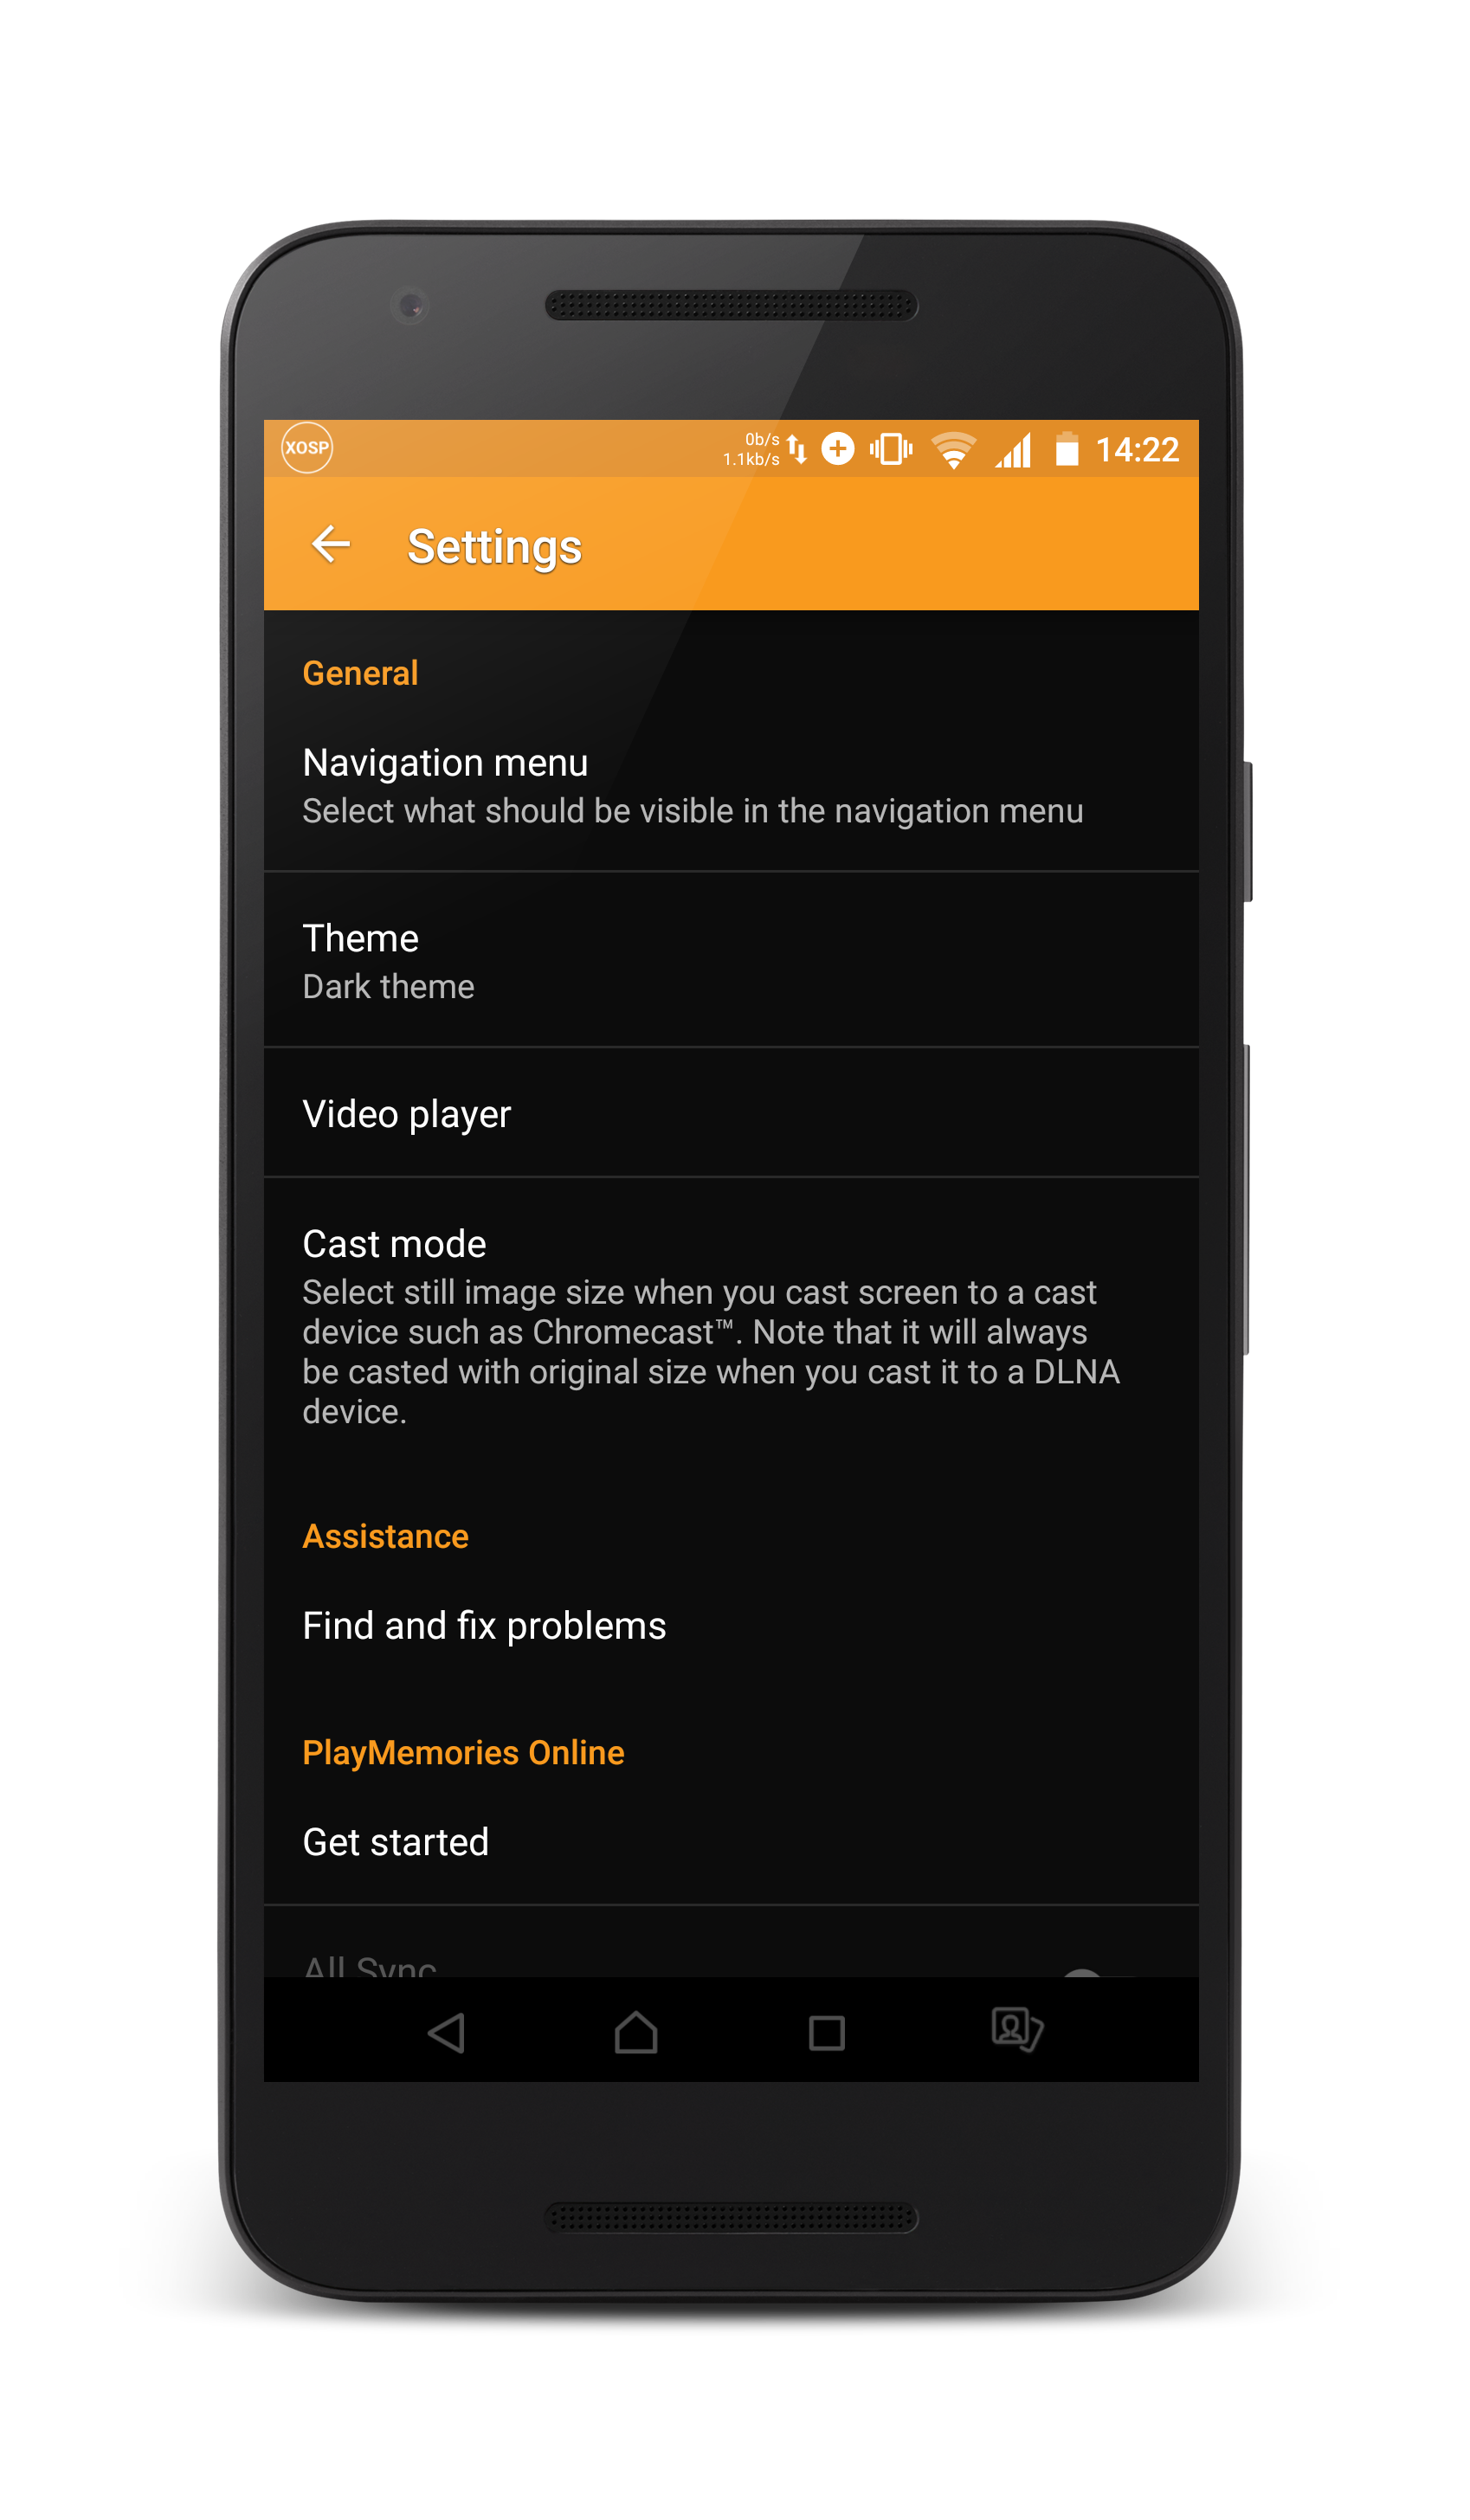 XOSP
0b/s
1.1kb/s
14:22
Settings
General
Navigation menu
Select what should be visible in the navigation menu
Theme
Dark theme
Video player
Cast mode
Select still image size when you cast screen to a cast
device such as Chromecast™. Note that it will always
be casted with original size when you cast it to a DLNA
device.
Assistance
Find and fix problems
PlayMemories Online
Get started
All Sync